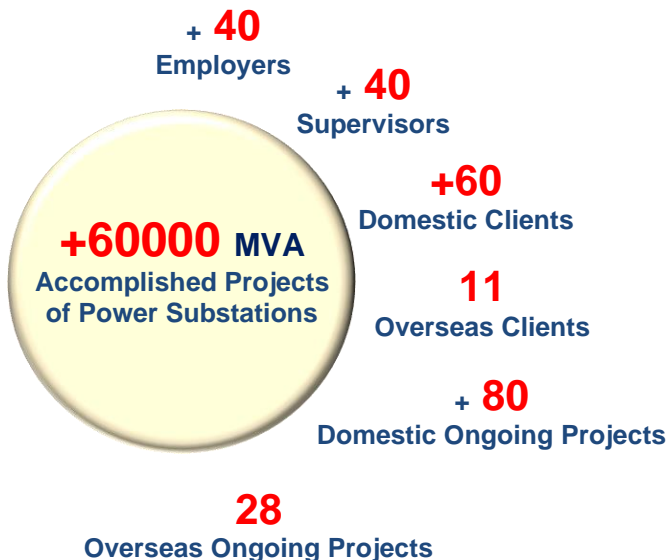 + 40
Employers
+ 40
Supervisors
+60
Domestic Clients
+60000 MVA
Accomplished Projects
of Power Substations
11
Overseas Clients
+ 80
Domestic Ongoing Projects
28
Overseas Ongoing Projects